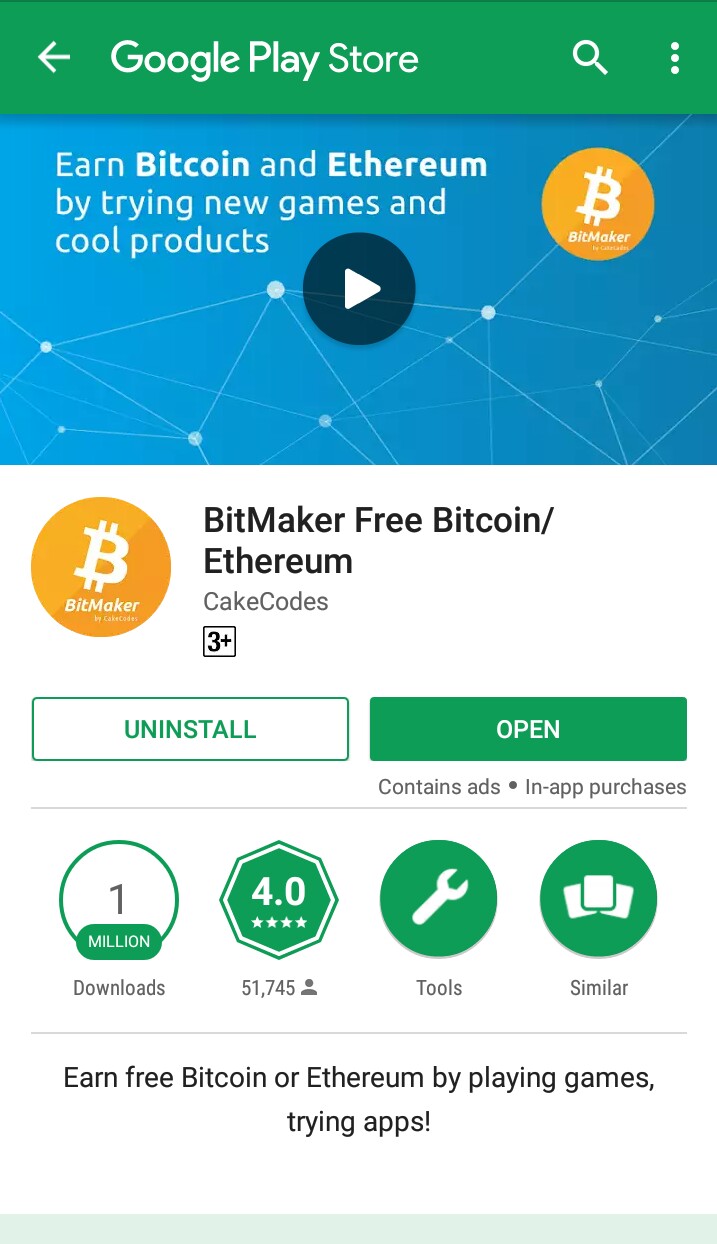 Google Play Store
Earn Bitcoin and Ethereum
by trying new games and
cool products
BitMaker
by CakeCodes
BitMaker Free Bitcoin/
Ethereum
BitMaker
by CakeCodes
CakeCodes
3+
UNINSTALL
OPEN
Contains ads • In-app purchases
1
MILLION
4.0
Downloads
51,745
Tools
Similar
Earn free Bitcoin or Ethereum by playing games,
trying apps!